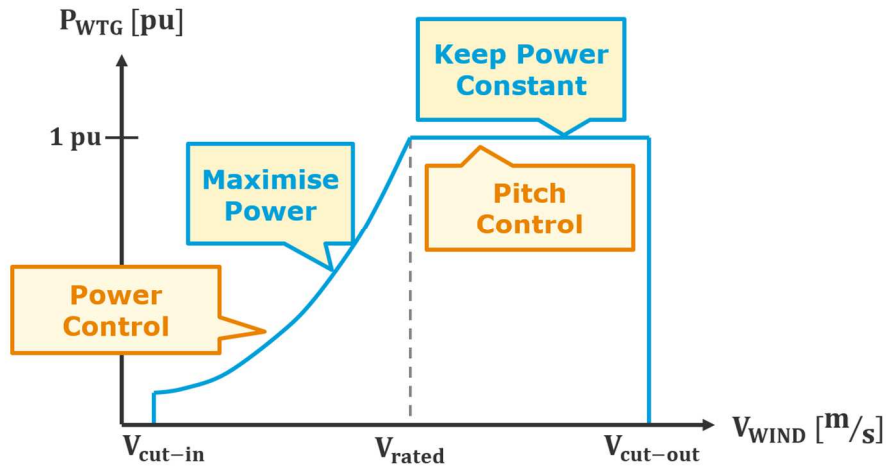 P_WTG [pu]
Keep Power
Constant
1 pu
Maximise
Power
Pitch
Control
Power
Control
V_WIND [m/s]
V_cut−in
V_rated
V_cut−out